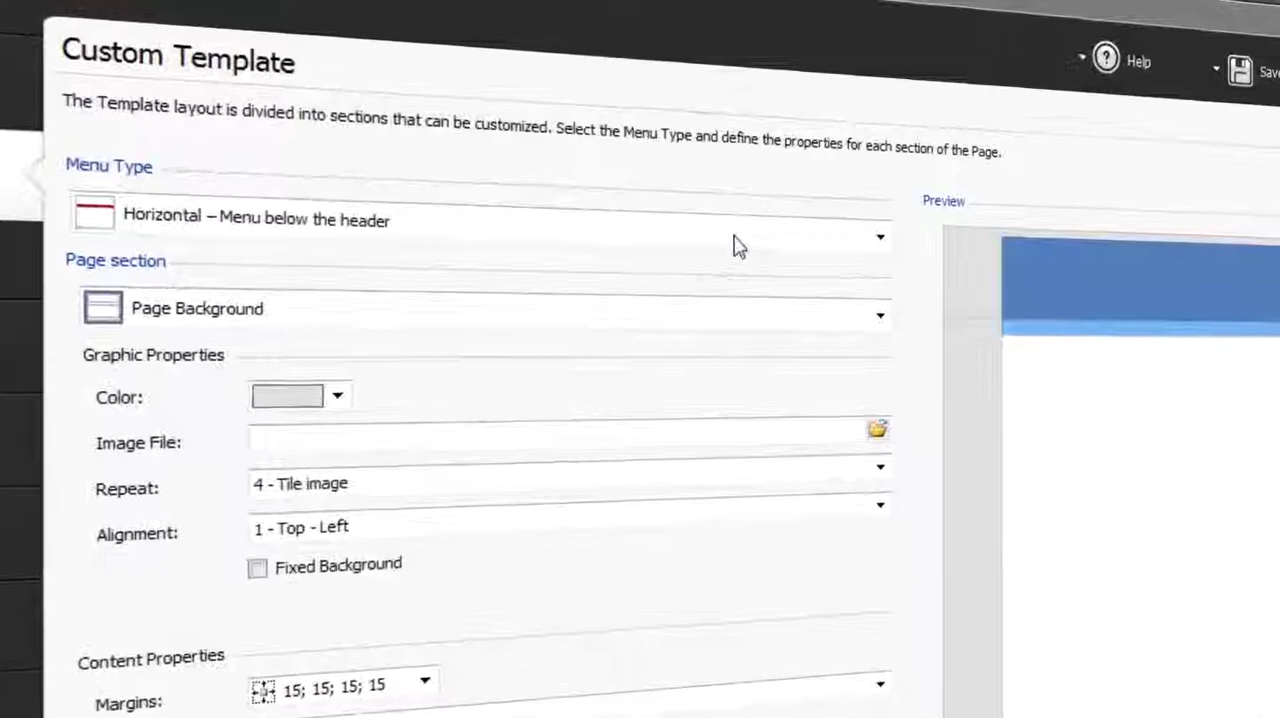 Custom Template
Help
The Template layout is divided into sections that can be customized. Select the Menu Type and define the properties for each section of the Page.
Menu Type
Preview
Horizontal – Menu below the header
Page section
Page Background
Graphic Properties
Color:
Image File:
Repeat: 4 - Tile image
Alignment: 1 - Top - Left
Fixed Background
Content Properties
Margins: 15; 15; 15; 15